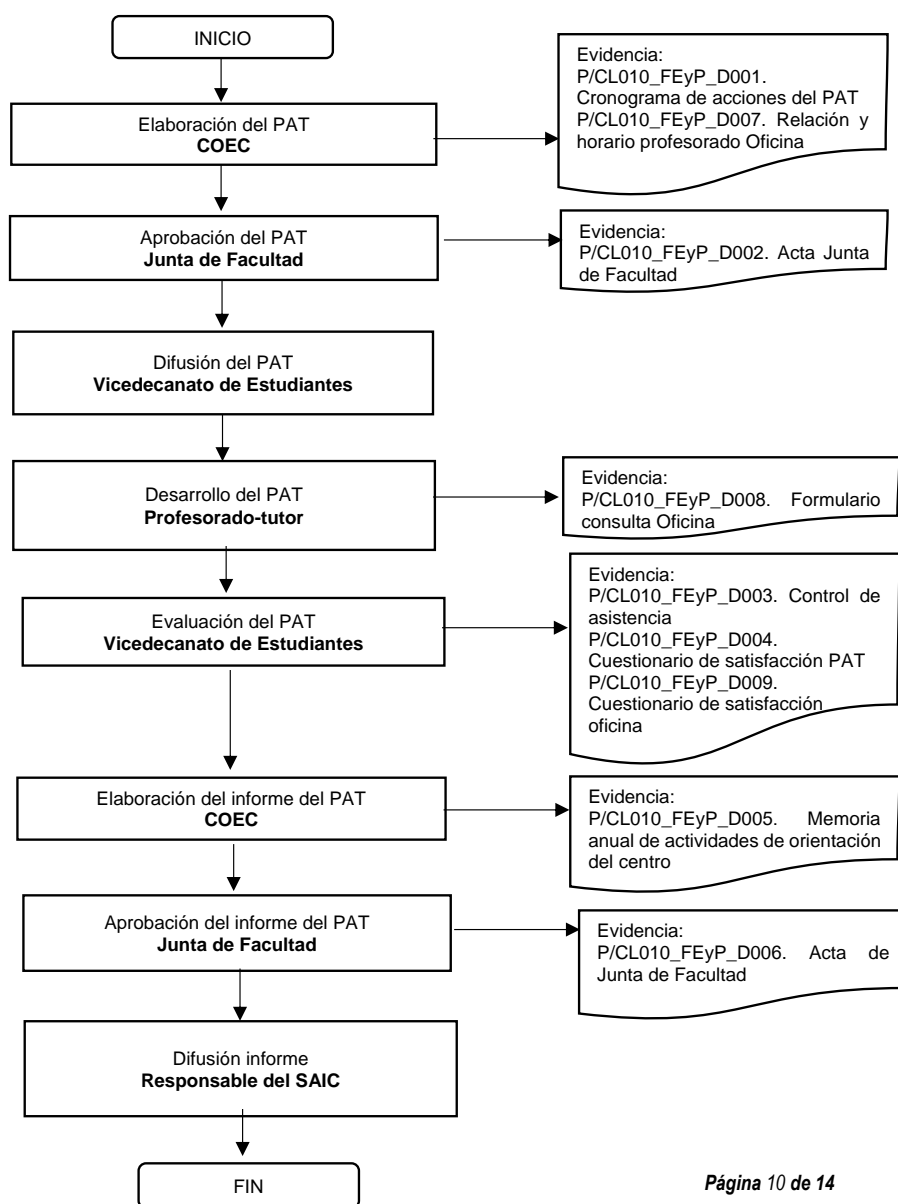 INICIO
Evidencia:
P/CL010_FEyP_D001.
Cronograma de acciones del PAT
P/CL010_FEyP_D007. Relación y
horario profesorado Oficina
Elaboración del PAT
COEC
Aprobación del PAT
Junta de Facultad
Evidencia:
P/CL010_FEyP_D002. Acta Junta
de Facultad
Difusión del PAT
Vicedecanato de Estudiantes
Desarrollo del PAT
Profesorado-tutor
Evidencia:
P/CL010_FEyP_D008. Formulario
consulta Oficina
Evaluación del PAT
Vicedecanato de Estudiantes
Evidencia:
P/CL010_FEyP_D003. Control de
asistencia
P/CL010_FEyP_D004.
Cuestionario de satisfacción PAT
P/CL010_FEyP_D009.
Cuestionario de satisfacción
oficina
Elaboración del informe del PAT
COEC
Evidencia:
P/CL010_FEyP_D005. Memoria
anual de actividades de orientación
del centro
Aprobación del informe del PAT
Junta de Facultad
Evidencia:
P/CL010_FEyP_D006. Acta de
Junta de Facultad
Difusión informe
Responsable del SAIC
FIN
Página 10 de 14